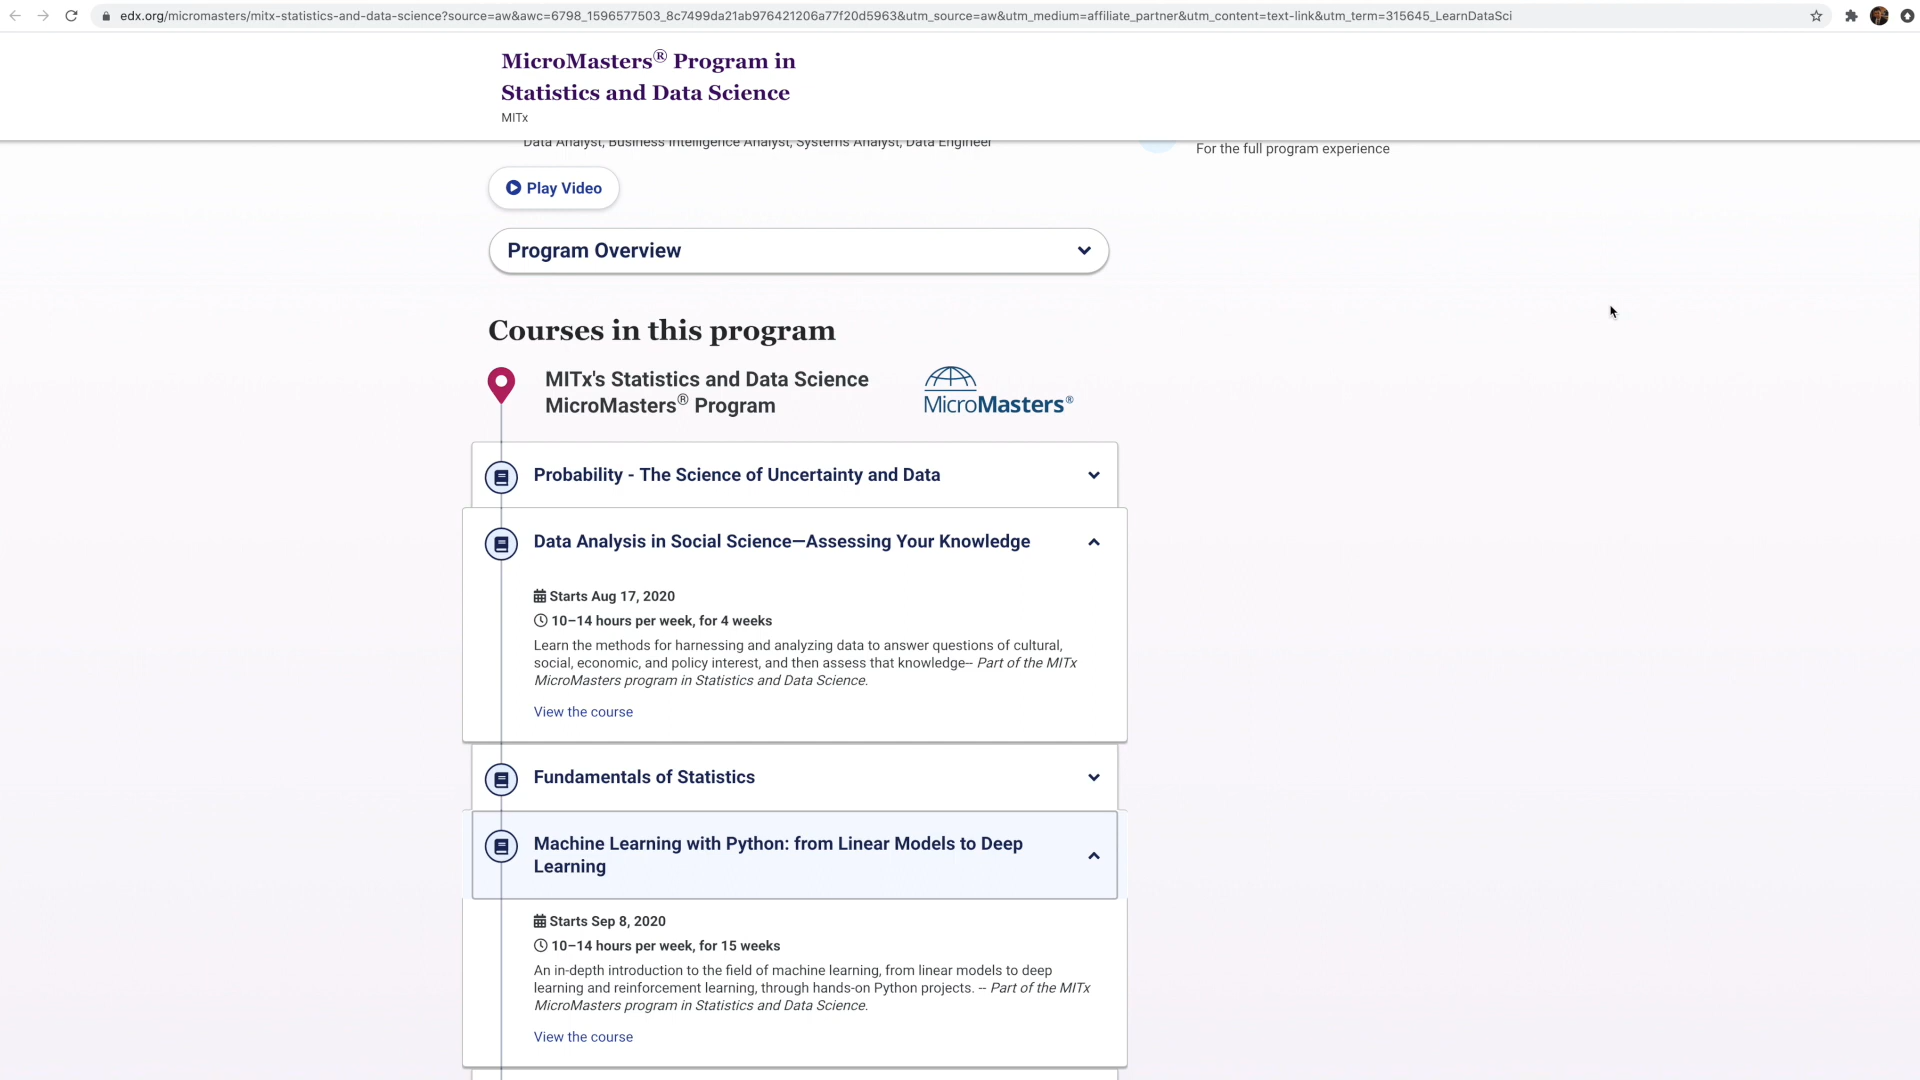 edx.org/micromasters/mitx-statistics-and-data-science?source=aw&awc=6798_1596577503_8c7499da21ab976421206a77f20d5963&utm_source=aw&utm_medium=affiliate_partner&utm_content=text-link&utm_term=315645_LearnDataSci
MicroMasters® Program in
Statistics and Data Science
MITx
Data Analyst, Business Intelligence Analyst, Systems Analyst, Data Engineer
For the full program experience
Play Video
Program Overview
Courses in this program
MITx's Statistics and Data Science
MicroMasters® Program
MicroMasters®
Probability - The Science of Uncertainty and Data
Data Analysis in Social Science—Assessing Your Knowledge
Starts Aug 17, 2020
10–14 hours per week, for 4 weeks
Learn the methods for harnessing and analyzing data to answer questions of cultural,
social, economic, and policy interest, and then assess that knowledge-- Part of the MITx
MicroMasters program in Statistics and Data Science.
View the course
Fundamentals of Statistics
Machine Learning with Python: from Linear Models to Deep
Learning
Starts Sep 8, 2020
10–14 hours per week, for 15 weeks
An in-depth introduction to the field of machine learning, from linear models to deep
learning and reinforcement learning, through hands-on Python projects. -- Part of the MITx
MicroMasters program in Statistics and Data Science.
View the course